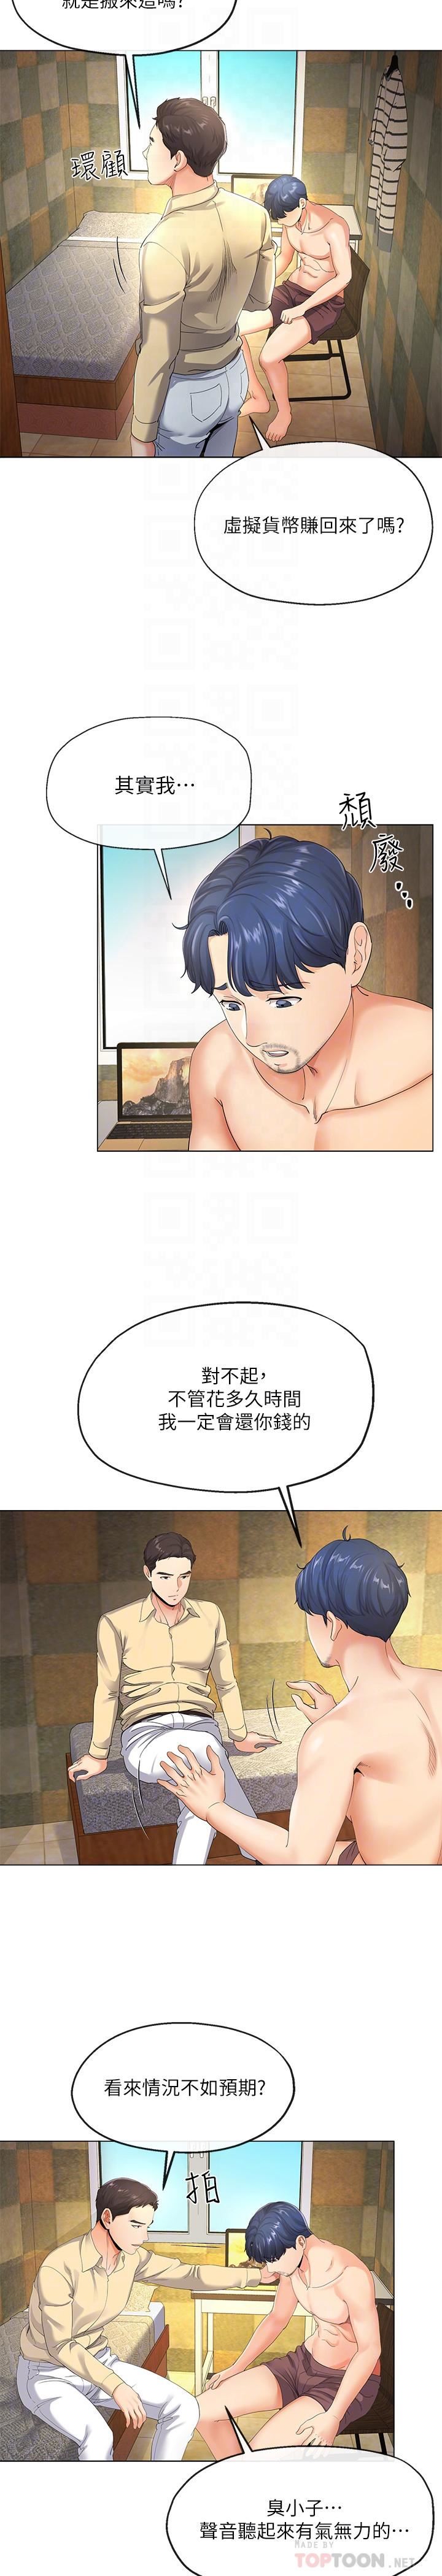 就是搬來這嗎?
環顧
虛擬貨幣賺回來了嗎?
其實我…
頹廢…
對不起，
不管花多久時間
我一定會還你錢的
看來情況不如預期?
拍
臭小子…
聲音聽起來有氣無力的…
MADE BY
TOPTOON.NET